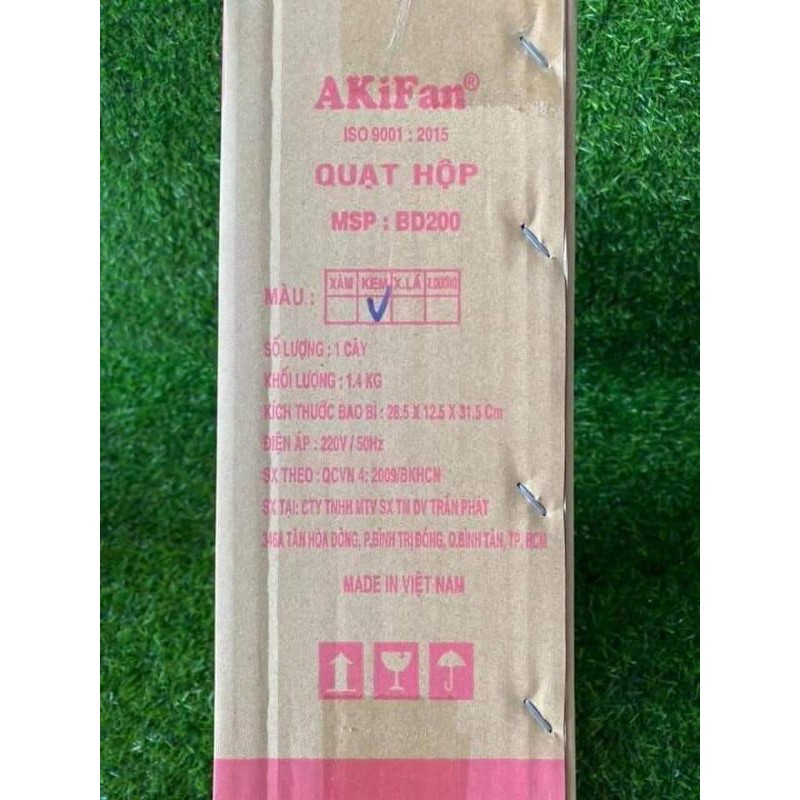 AKiFan®
ISO 9001 : 2015
QUẠT HỘP
MSP : BD200
MÀU : XÁM KEM X.LÁ X.DƯƠNG
SỐ LƯỢNG : 1 CÂY
KHỐI LƯỢNG : 1.4 KG
KÍCH THƯỚC BAO BÌ : 28.5 X 12.5 X 31.5 Cm
ĐIỆN ÁP : 220V / 50Hz
SX THEO : QCVN 4: 2009/BKHCN
SX TẠI: CTY TNHH MTV SX TM DV TRẦN PHÁT
346A TÂN HÒA ĐÔNG, P.BÌNH TRỊ ĐÔNG, Q.BÌNH TÂN, TP. HCM
MADE IN VIỆT NAM